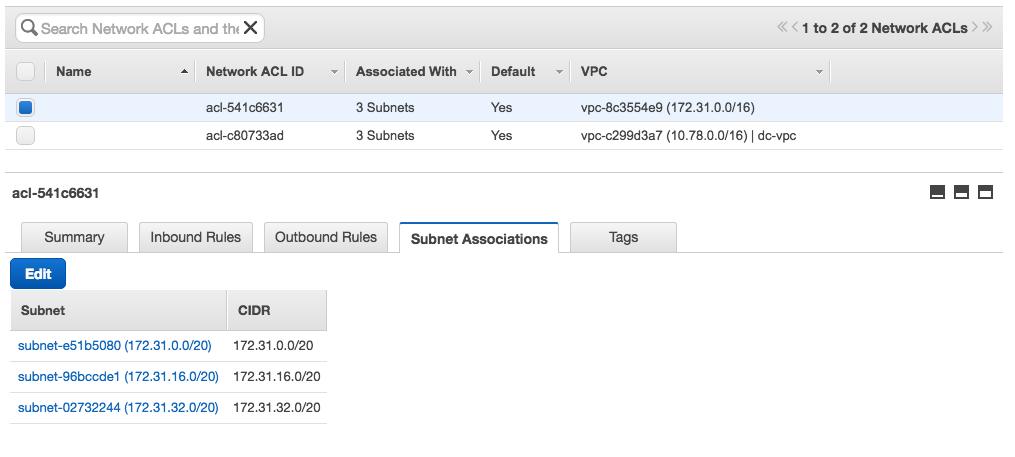 Search Network ACLs and the
1 to 2 of 2 Network ACLs
Name Network ACL ID Associated With Default VPC
acl-541c6631 3 Subnets Yes vpc-8c3554e9 (172.31.0.0/16)
acl-c80733ad 3 Subnets Yes vpc-c299d3a7 (10.78.0.0/16) | dc-vpc
acl-541c6631
Summary Inbound Rules Outbound Rules Subnet Associations Tags
Edit
Subnet CIDR
subnet-e51b5080 (172.31.0.0/20) 172.31.0.0/20
subnet-96bccde1 (172.31.16.0/20) 172.31.16.0/20
subnet-02732244 (172.31.32.0/20) 172.31.32.0/20